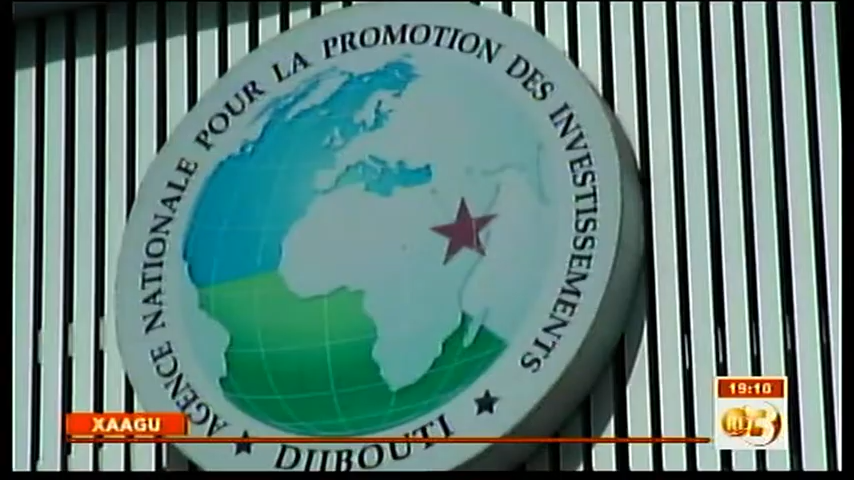 AGENCE NATIONALE POUR LA PROMOTION DES INVESTISSEMENTS
DJIBOUTI
XAAGU
19:10